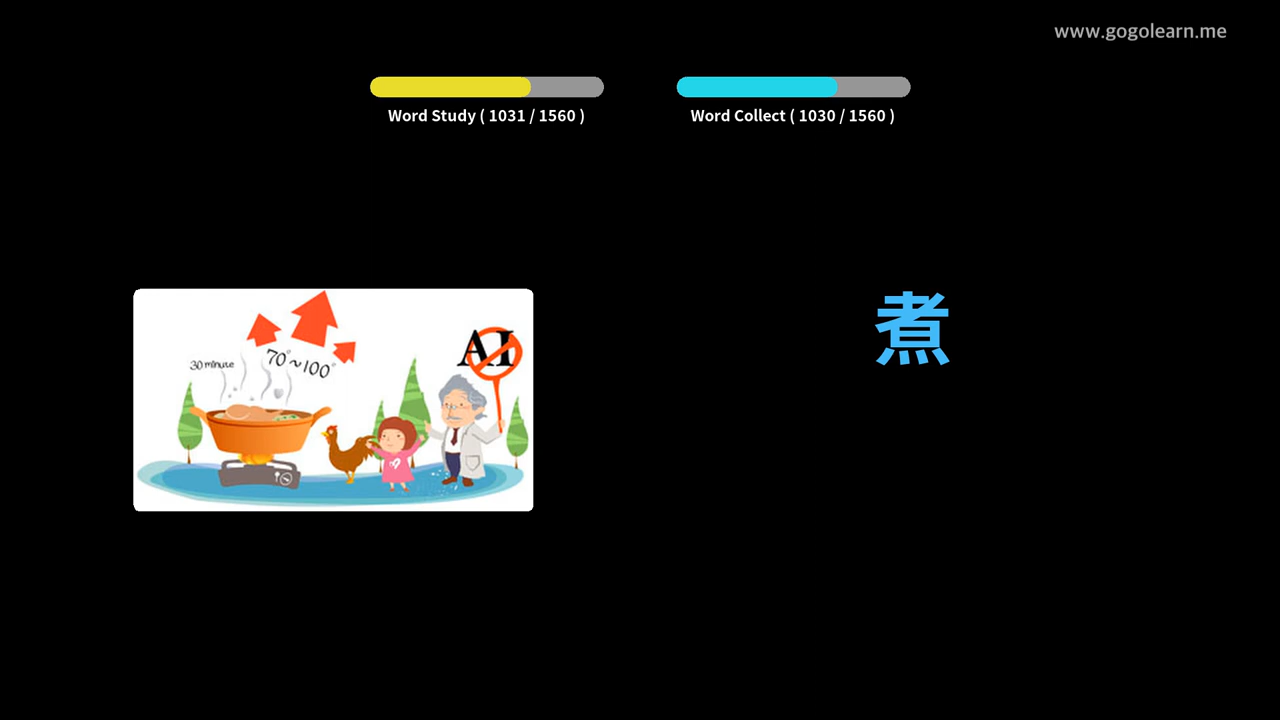 www.gogolearn.me
Word Study ( 1031 / 1560 )
Word Collect ( 1030 / 1560 )
煮
30 minute
70°~100°
AI